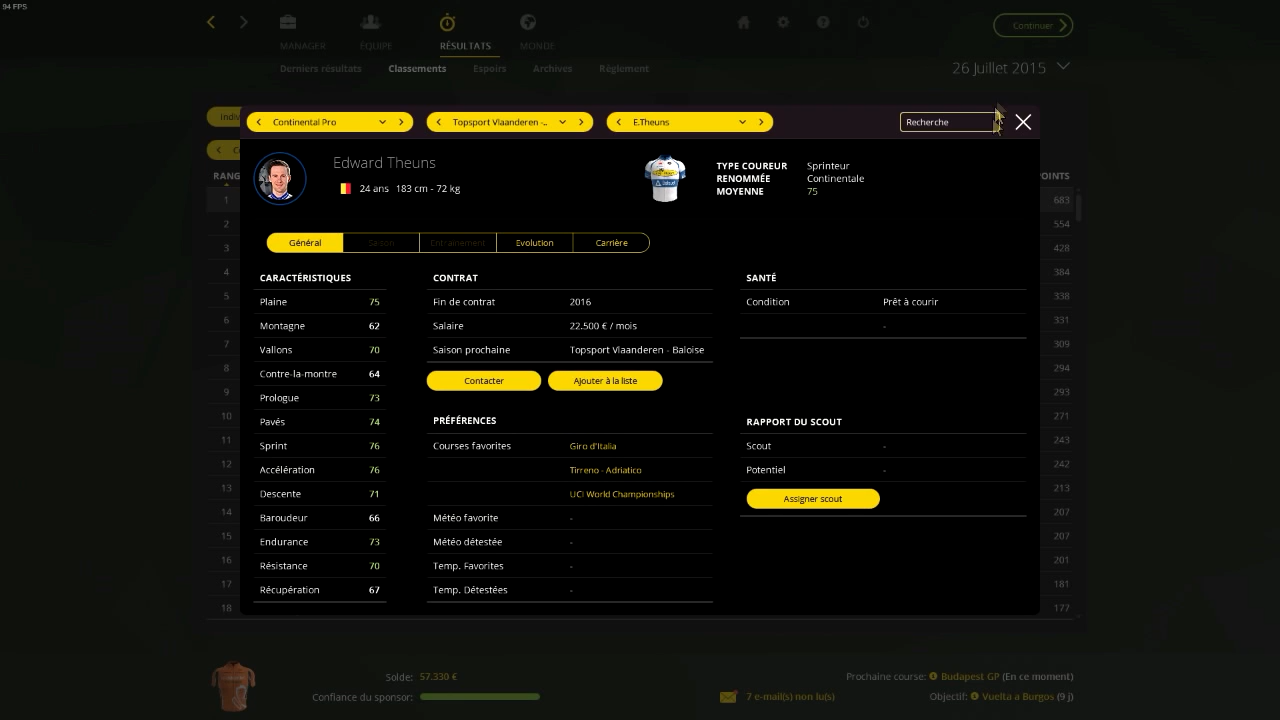 94 FPS
MANAGER ÉQUIPE RÉSULTATS MONDE Continuer
Derniers résultats Classements Espoirs Archives Règlement 26 Juillet 2015
Continental Pro Topsport Vlaanderen -.. E.Theuns Recherche
Edward Theuns
24 ans 183 cm - 72 kg
TYPE COUREUR Sprinteur
RENOMMÉE Continentale
MOYENNE 75
RANG POINTS
Général Saison Entrainement Evolution Carrière
CARACTÉRISTIQUES
Plaine 75
Montagne 62
Vallons 70
Contre-la-montre 64
Prologue 73
Pavés 74
Sprint 76
Accélération 76
Descente 71
Baroudeur 66
Endurance 73
Résistance 70
Récupération 67
CONTRAT
Fin de contrat 2016
Salaire 22.500 € / mois
Saison prochaine Topsport Vlaanderen - Baloise
Contacter Ajouter à la liste
PRÉFÉRENCES
Courses favorites Giro d'Italia
Tirreno - Adriatico
UCI World Championships
Météo favorite -
Météo détestée -
Temp. Favorites -
Temp. Détestées -
SANTÉ
Condition Prêt à courir
-
RAPPORT DU SCOUT
Scout -
Potentiel -
Assigner scout
1 683
2 554
3 428
4 384
5 338
6 331
7 309
8 294
9 293
10 271
11 243
12 242
13 213
14 207
15 207
16 201
17 181
18 177
Solde: 57.330 €
Confiance du sponsor:
7 e-mail(s) non lu(s)
Prochaine course: Budapest GP (En ce moment)
Objectif: Vuelta a Burgos (9 j)